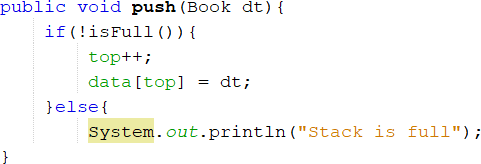 public void push(Book dt){
    if(!isFull()){
        top++;
        data[top] = dt;
    }else{
        System.out.println("Stack is full");
}